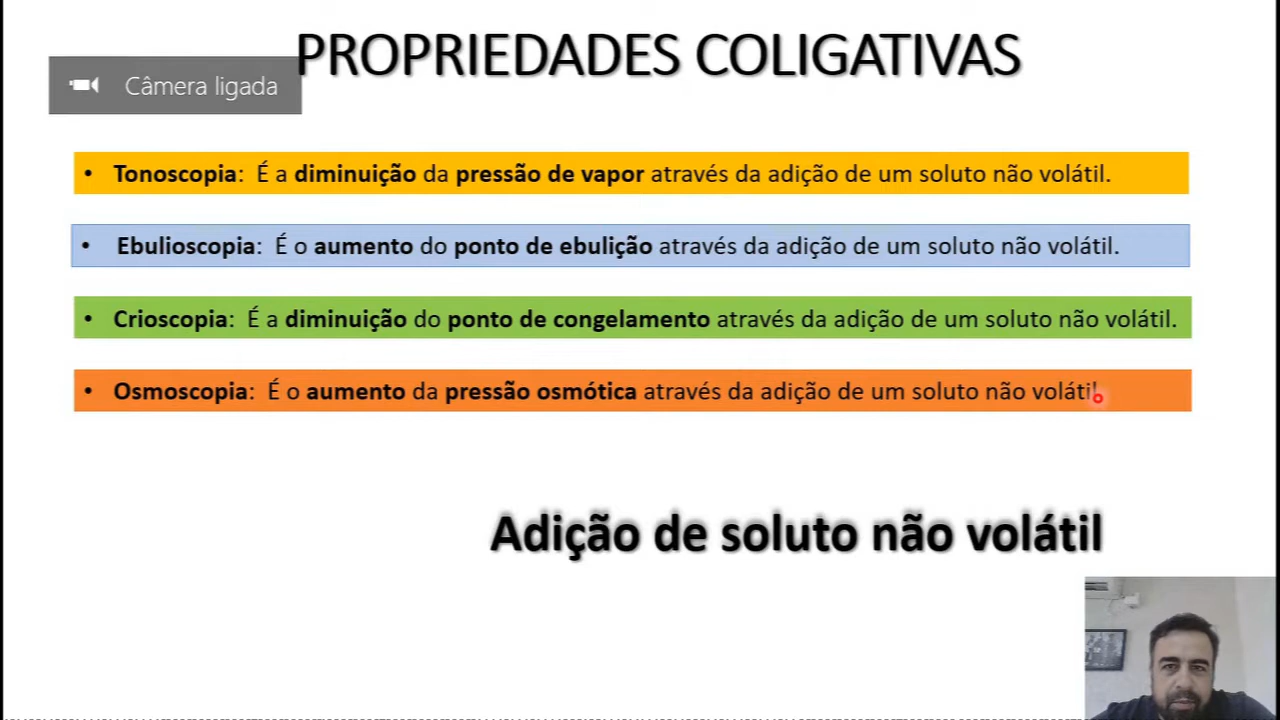 PROPRIEDADES COLIGATIVAS
Câmera ligada
• Tonoscopia: É a diminuição da pressão de vapor através da adição de um soluto não volátil.
• Ebulioscopia: É o aumento do ponto de ebulição através da adição de um soluto não volátil.
• Crioscopia: É a diminuição do ponto de congelamento através da adição de um soluto não volátil.
• Osmoscopia: É o aumento da pressão osmótica através da adição de um soluto não volátil.
Adição de soluto não volátil